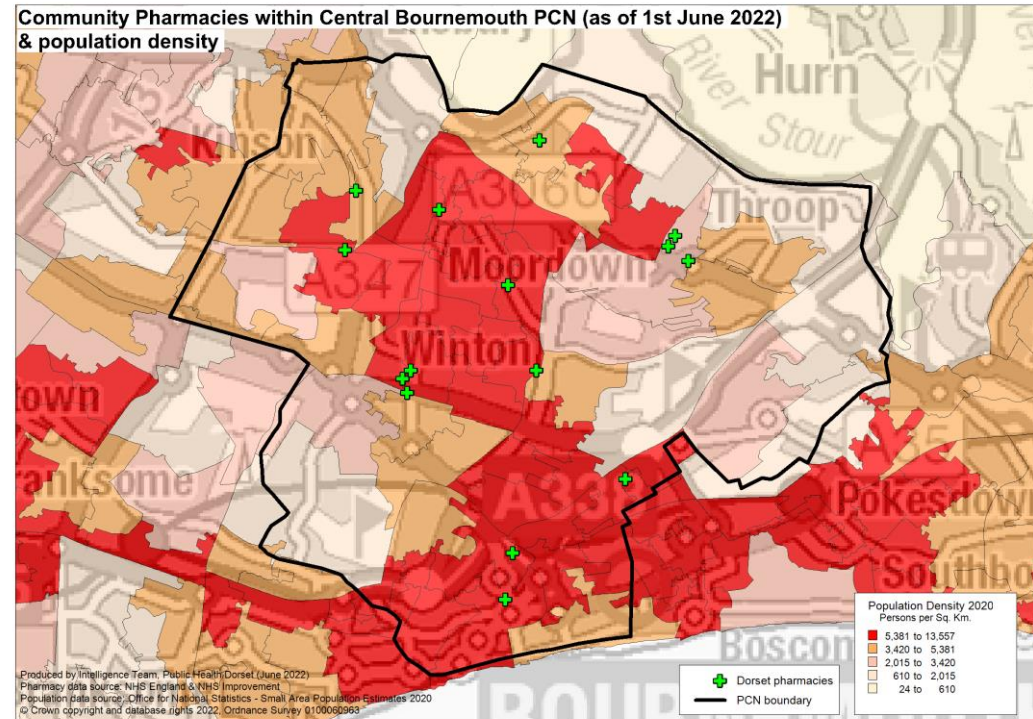 Community Pharmacies within Central Bournemouth PCN (as of 1st June 2022)
& population density
Hurn
River
Stour
Kinson
A3060
Throop
Moordown
A347
Winton
town
anksome
A338
A35
Pokesdown
Southbo
Boscom
Population Density 2020
Persons per Sq. Km.
5,381 to 13,557
3,420 to 5,381
2,015 to 3,420
610 to 2,015
24 to 610
Dorset pharmacies
PCN boundary
Produced by Intelligence Team, Public Health Dorset (June 2022)
Pharmacy data source: NHS England & NHS Improvement
Population data source: Office for National Statistics - Small Area Population Estimates 2020
© Crown copyright and database rights 2022, Ordnance Survey 0100060963